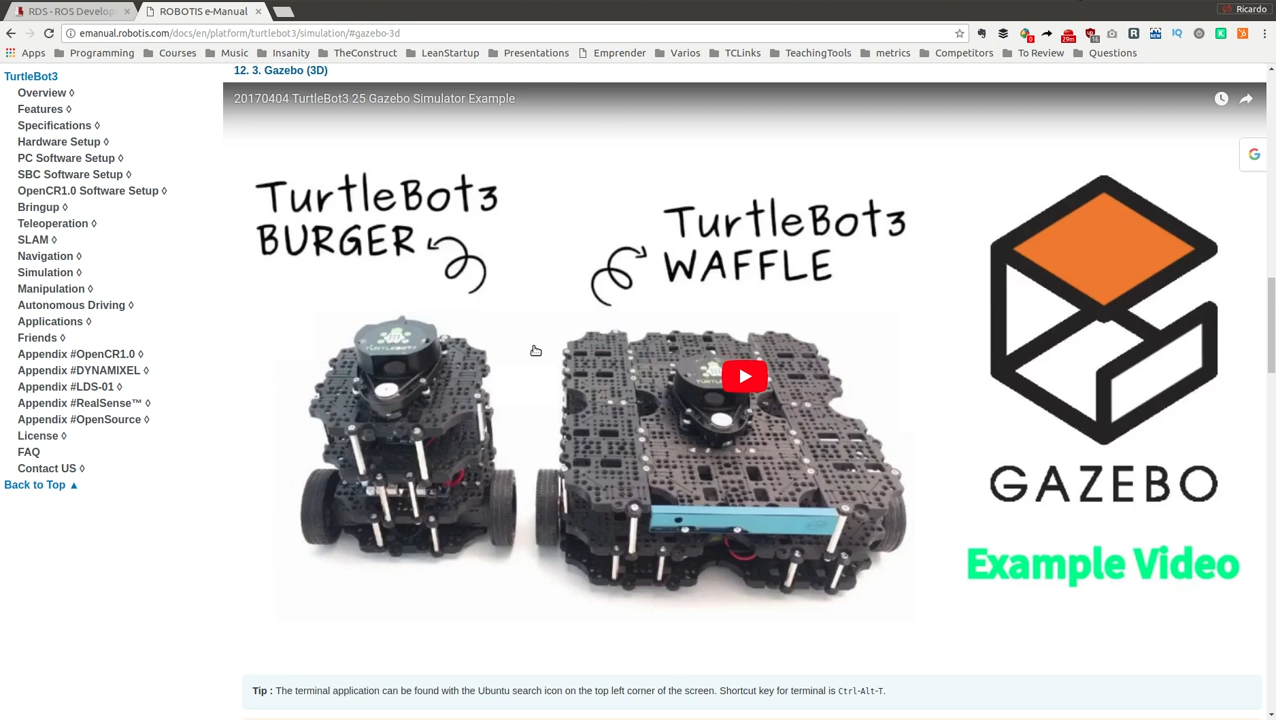 RDS - ROS Develop
ROBOTIS e-Manual
Ricardo
emanual.robotis.com/docs/en/platform/turtlebot3/simulation/#gazebo-3d
Apps Programming Courses Music Insanity TheCont LeanStartup Presentations Emprender Varios TCLinks TeachingTools metrics Competitors To Review Questions
TurtleBot3
Overview ◊
Features ◊
Specifications ◊
Hardware Setup ◊
PC Software Setup ◊
SBC Software Setup ◊
OpenCR1.0 Software Setup ◊
Bringup ◊
Teleoperation ◊
SLAM ◊
Navigation ◊
Simulation ◊
Manipulation ◊
Autonomous Driving ◊
Applications ◊
Friends ◊
Appendix #OpenCR1.0 ◊
Appendix #DYNAMIXEL ◊
Appendix #LDS-01 ◊
Appendix #RealSense™ ◊
Appendix #OpenSource ◊
License ◊
FAQ
Contact US ◊
Back to Top ▲
12. 3. Gazebo (3D)
20170404 TurtleBot3 25 Gazebo Simulator Example
TurtleBot3
BURGER
TurtleBot3
WAFFLE
GAZEBO
Example Video
Tip : The terminal application can be found with the Ubuntu search icon on the top left corner of the screen. Shortcut key for terminal is Ctrl-Alt-T.